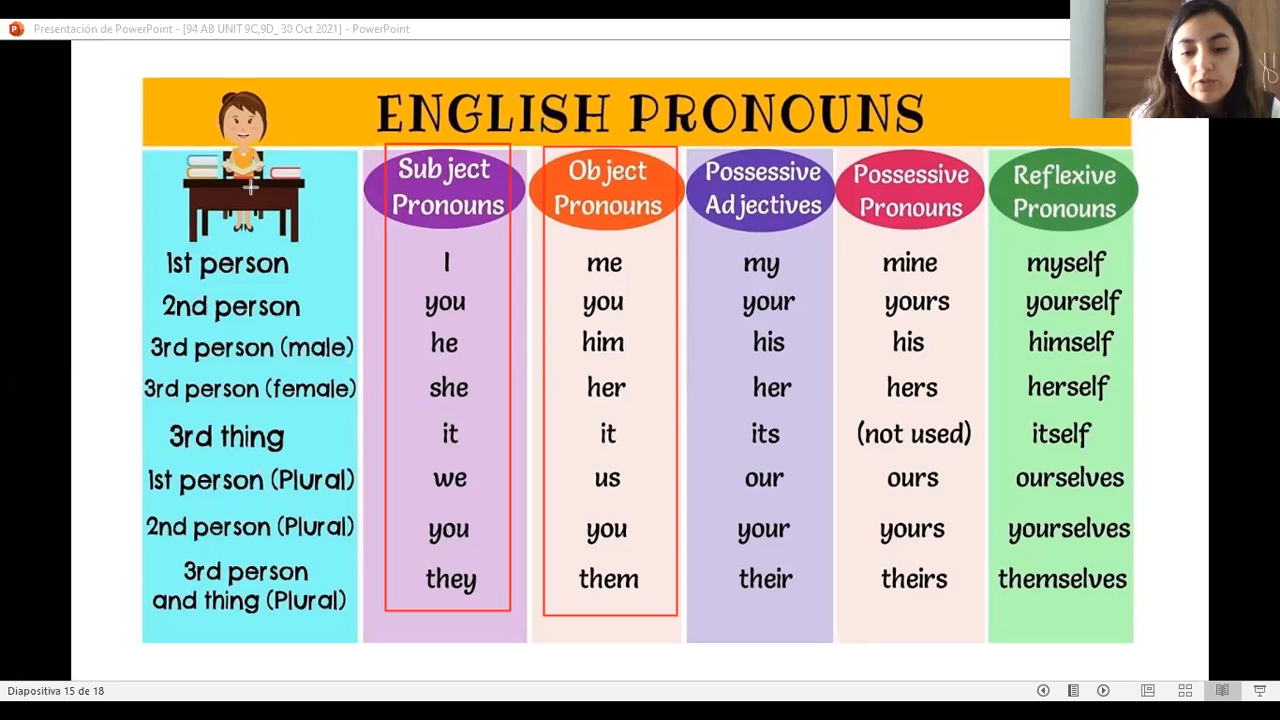 Presentación de PowerPoint - [94 AB UNIT 9C,9D_ 30 Oct 2021] - PowerPoint
ENGLISH PRONOUNS
Subject Pronouns
Object Pronouns
Possessive Adjectives
Possessive Pronouns
Reflexive Pronouns
1st person I me my mine myself
2nd person you you your yours yourself
3rd person (male) he him his his himself
3rd person (female) she her her hers herself
3rd thing it it its (not used) itself
1st person (Plural) we us our ours ourselves
2nd person (Plural) you you your yours yourselves
3rd person and thing (Plural) they them their theirs themselves
Diapositiva 15 de 18